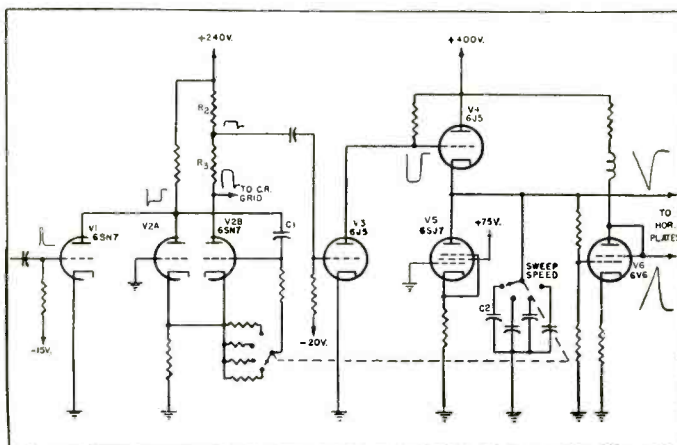 +240V.
+400V.
R2
V4
6J5
R3
TO C.R.
GRID
V1
6SN7
V2A
V2B
6SN7
C1
V3
6J5
V5
6SJ7
+75V.
SWEEP
SPEED
TO
HOR.
PLATES
V6
6V6
C2
-15V.
-20V.